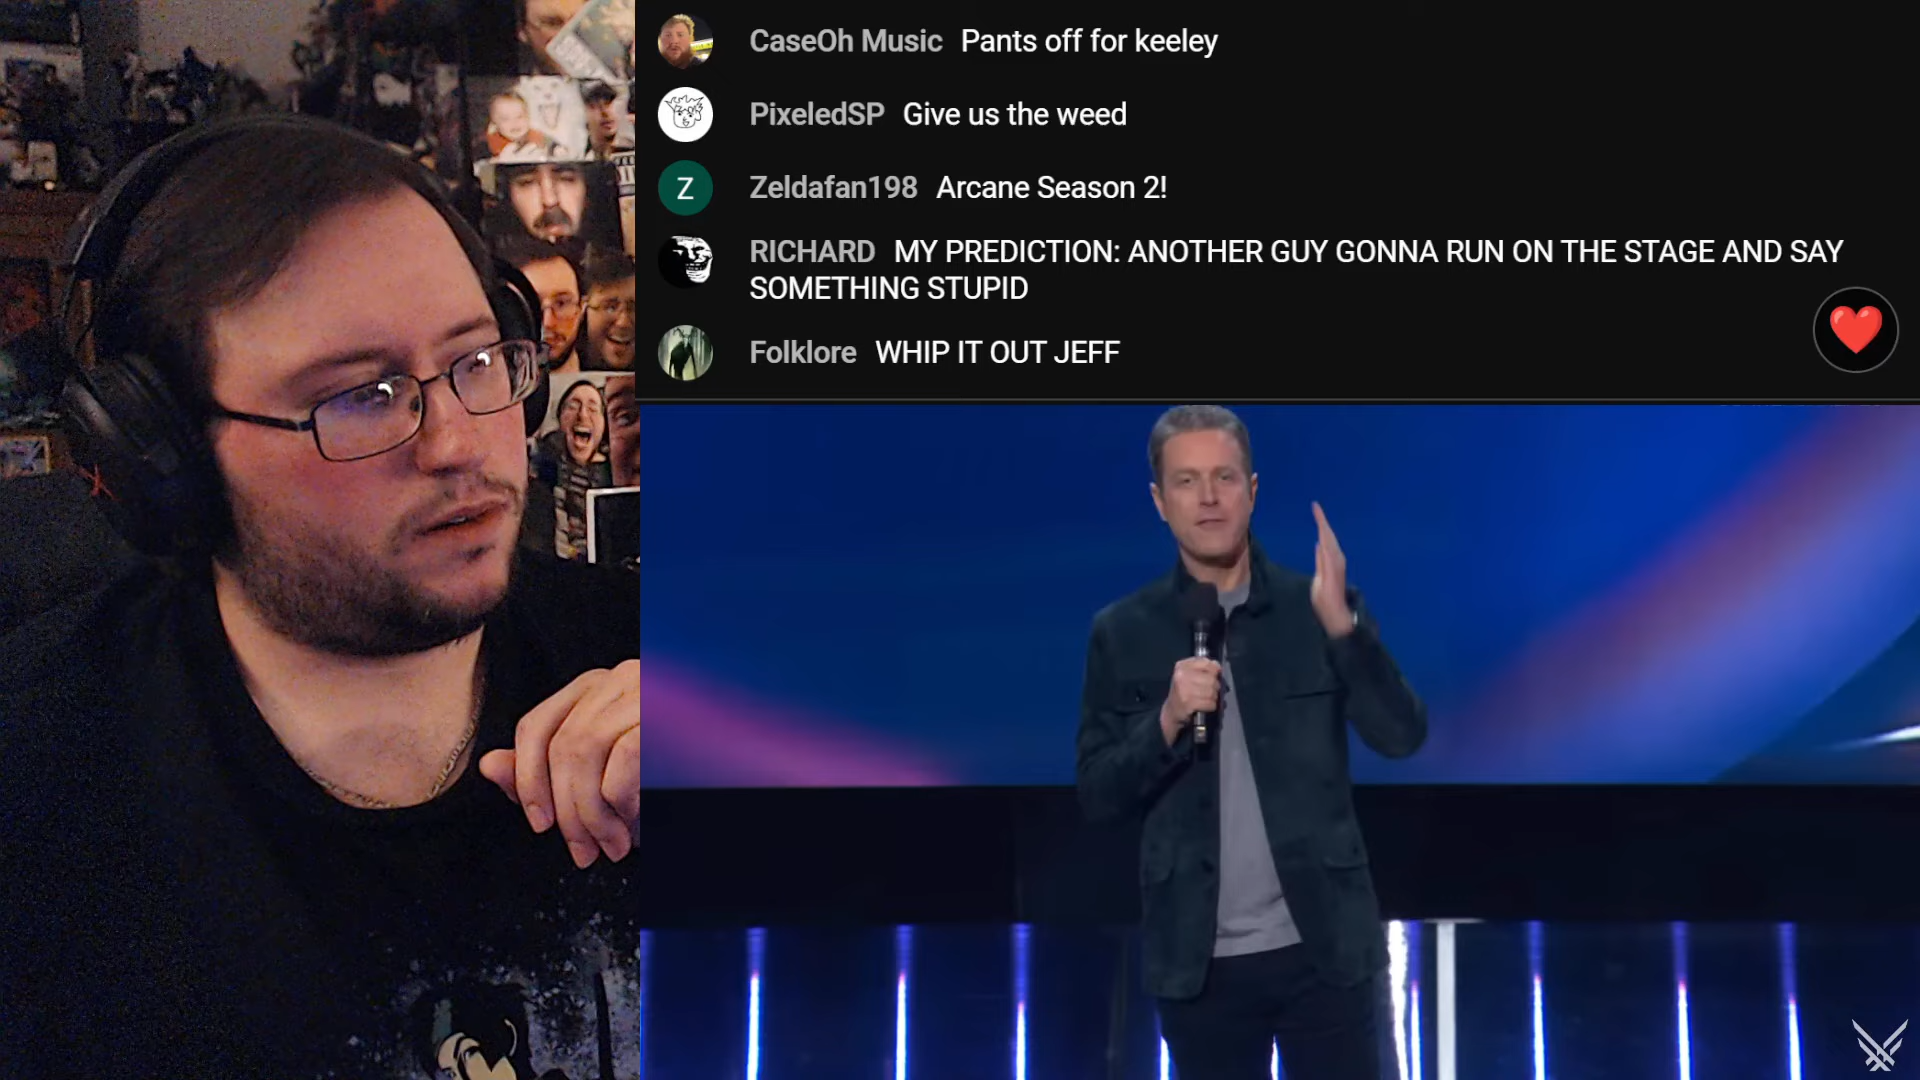 CaseOh Music Pants off for keeley
PixeledSP Give us the weed
Z
Zeldafan198 Arcane Season 2!
RICHARD MY PREDICTION: ANOTHER GUY GONNA RUN ON THE STAGE AND SAY
SOMETHING STUPID
Folklore WHIP IT OUT JEFF